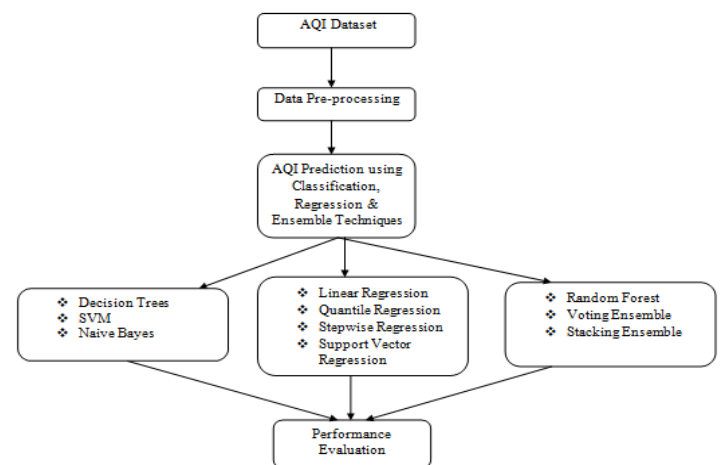 AQI Dataset
Data Pre-processing
AQI Prediction using
Classification,
Regression &
Ensemble Techniques
❖ Decision Trees
❖ SVM
❖ Naive Bayes
❖ Linear Regression
❖ Quantile Regression
❖ Stepwise Regression
❖ Support Vector
Regression
❖ Random Forest
❖ Voting Ensemble
❖ Stacking Ensemble
Performance
Evaluation